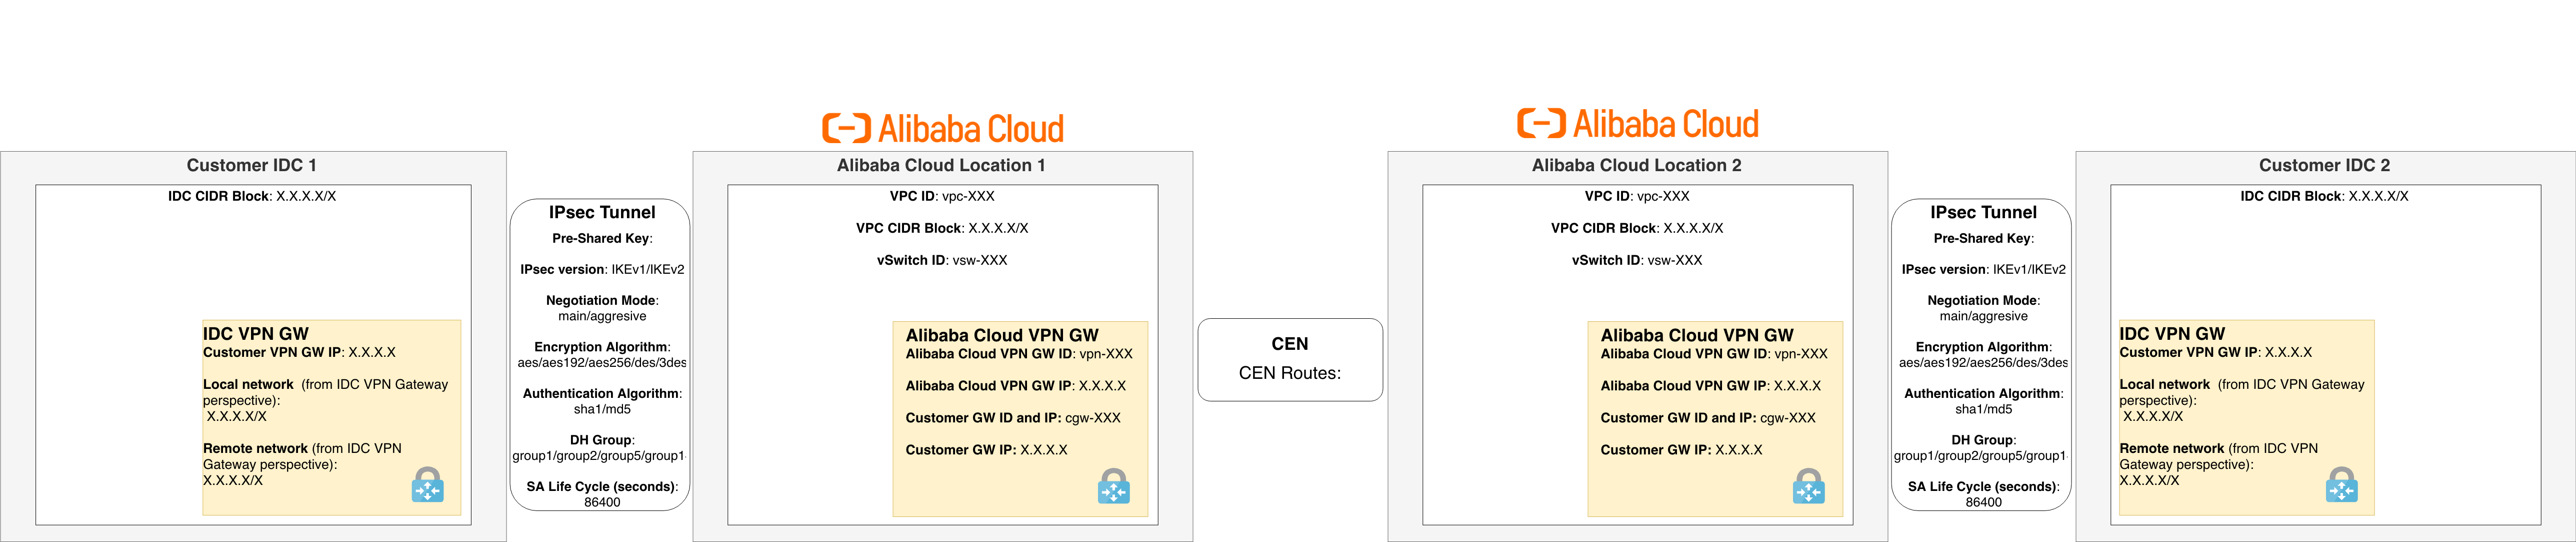 Alibaba Cloud
Alibaba Cloud
Customer IDC 1
IDC CIDR Block: X.X.X.X/X
IDC VPN GW
Customer VPN GW IP: X.X.X.X
Local network  (from IDC VPN Gateway
perspective):
X.X.X.X/X
Remote network (from IDC VPN
Gateway perspective):
X.X.X.X/X
IPsec Tunnel
Pre-Shared Key:
IPsec version: IKEv1/IKEv2
Negotiation Mode:
main/aggresive
Encryption Algorithm:
aes/aes192/aes256/des/3des
Authentication Algorithm:
sha1/md5
DH Group:
group1/group2/group5/group1
SA Life Cycle (seconds):
86400
Alibaba Cloud Location 1
VPC ID: vpc-XXX
VPC CIDR Block: X.X.X.X/X
vSwitch ID: vsw-XXX
Alibaba Cloud VPN GW
Alibaba Cloud VPN GW ID: vpn-XXX
Alibaba Cloud VPN GW IP: X.X.X.X
Customer GW ID and IP: cgw-XXX
Customer GW IP: X.X.X.X
CEN
CEN Routes:
Alibaba Cloud Location 2
VPC ID: vpc-XXX
VPC CIDR Block: X.X.X.X/X
vSwitch ID: vsw-XXX
Alibaba Cloud VPN GW
Alibaba Cloud VPN GW ID: vpn-XXX
Alibaba Cloud VPN GW IP: X.X.X.X
Customer GW ID and IP: cgw-XXX
Customer GW IP: X.X.X.X
IPsec Tunnel
Pre-Shared Key:
IPsec version: IKEv1/IKEv2
Negotiation Mode:
main/aggresive
Encryption Algorithm:
aes/aes192/aes256/des/3des
Authentication Algorithm:
sha1/md5
DH Group:
group1/group2/group5/group1
SA Life Cycle (seconds):
86400
Customer IDC 2
IDC CIDR Block: X.X.X.X/X
IDC VPN GW
Customer VPN GW IP: X.X.X.X
Local network  (from IDC VPN Gateway
perspective):
X.X.X.X/X
Remote network (from IDC VPN
Gateway perspective):
X.X.X.X/X